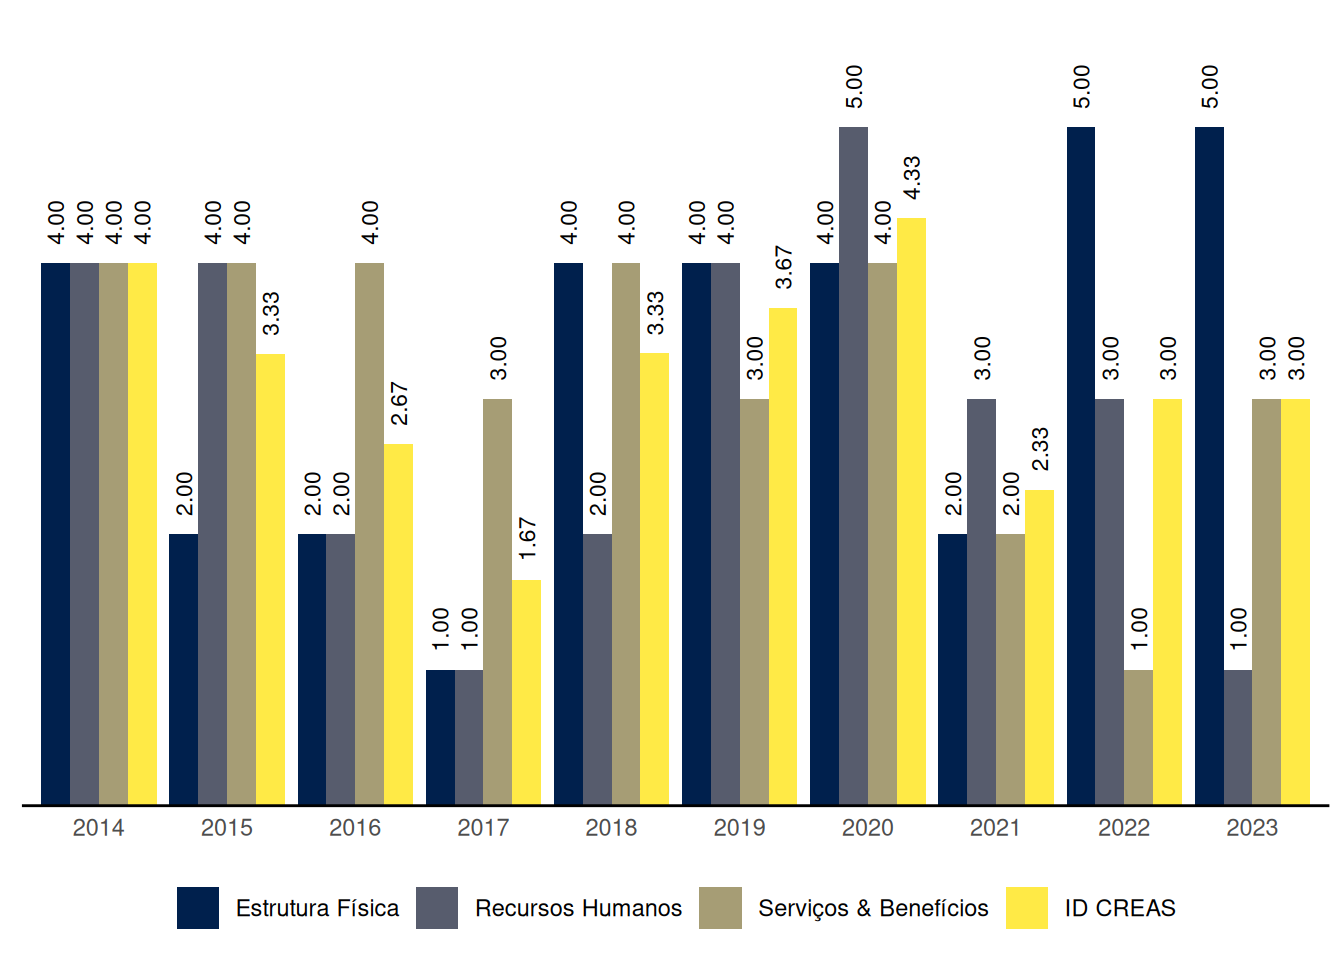 5.00 5.00 5.00
4.33
4.00 4.00 4.00 4.00 4.00 4.00 4.00 4.00 4.00 4.00 4.00 4.00 4.00
3.67
3.33 3.33
3.00 3.00 3.00 3.00 3.00 3.00 3.00
2.67
2.33
2.00 2.00 2.00 2.00 2.00 2.00
1.67
1.00 1.00 1.00 1.00
2014 2015 2016 2017 2018 2019 2020 2021 2022 2023
Estrutura Física Recursos Humanos Serviços & Benefícios ID CREAS